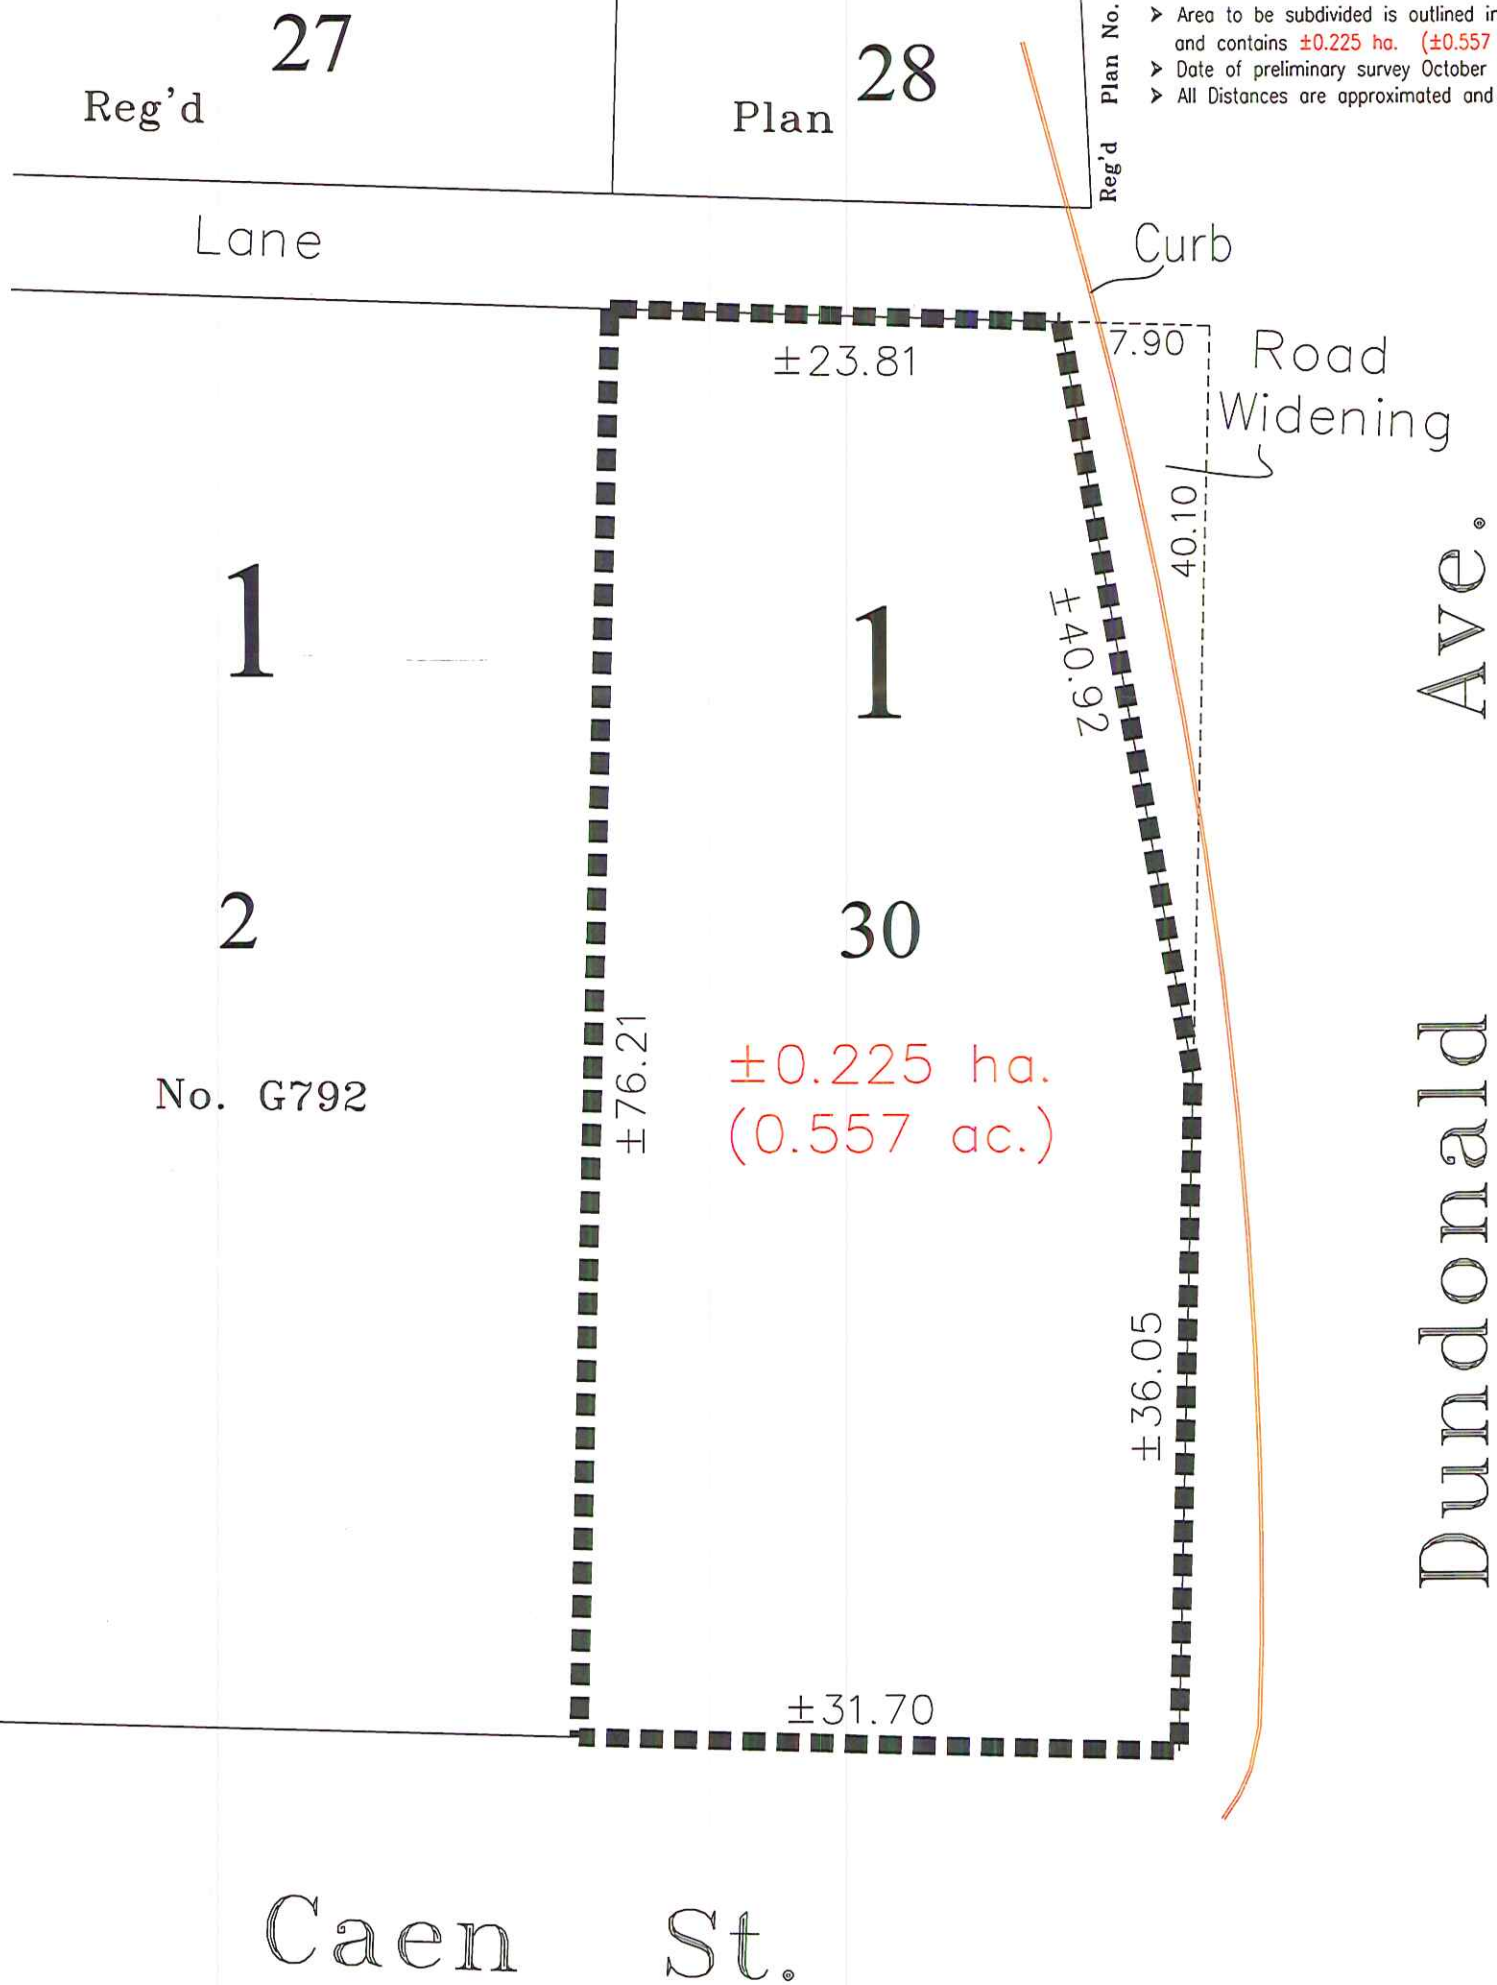 27
Reg'd
28
Plan
Reg'd Plan No.
➤ Area to be subdivided is outlined in
and contains ±0.225 ha. (±0.557
➤ Date of preliminary survey October
➤ All Distances are approximated and
Lane
Curb
±23.81
7.90
Road
Widening
40.10
±40.92
1
1
2
30
No. G792
±76.21
±0.225 ha.
(0.557 ac.)
±36.05
±31.70
Dundonald Ave.
Caen St.